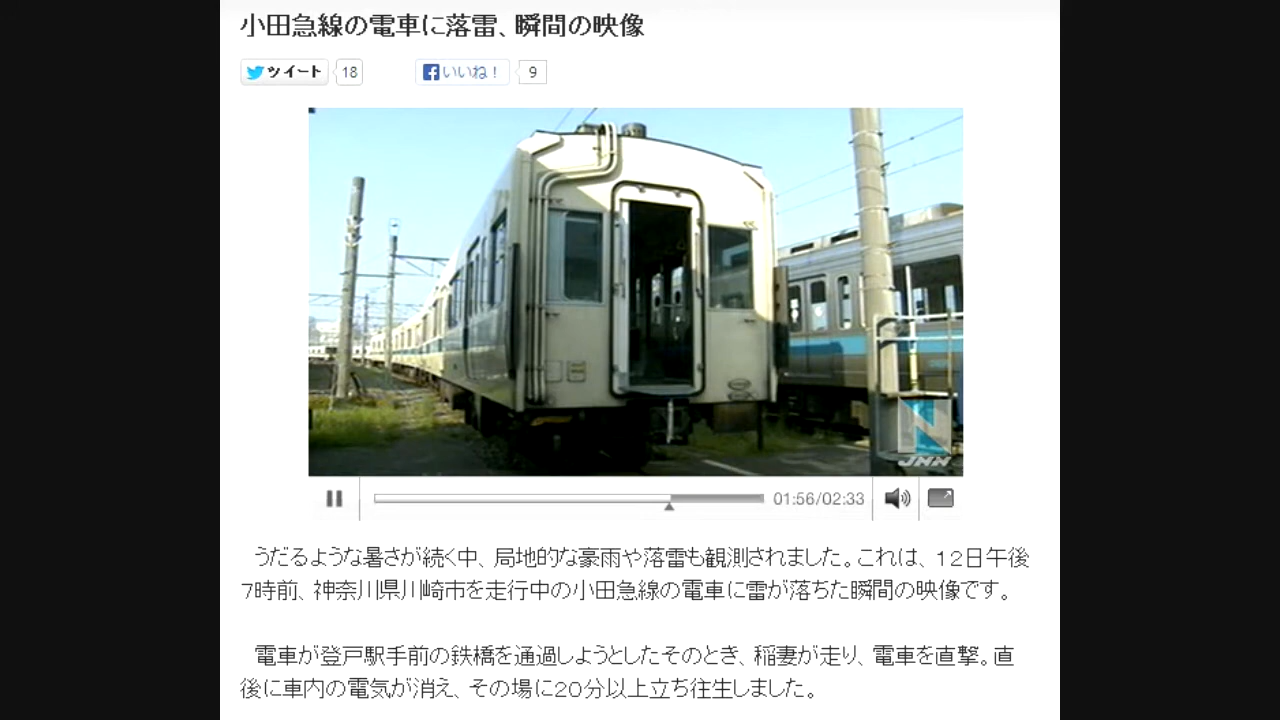 小田急線の電車に落雷、瞬間の映像
ツイート 18 いいね！ 9
JNN
01:56/02:33
うだるような暑さが続く中、局地的な豪雨や落雷も観測されました。これは、１２日午後
７時前、神奈川県川崎市を走行中の小田急線の電車に雷が落ちた瞬間の映像です。
電車が登戸駅手前の鉄橋を通過しようとしたそのとき、稲妻が走り、電車を直撃。直
後に車内の電気が消え、その場に２０分以上立ち往生しました。